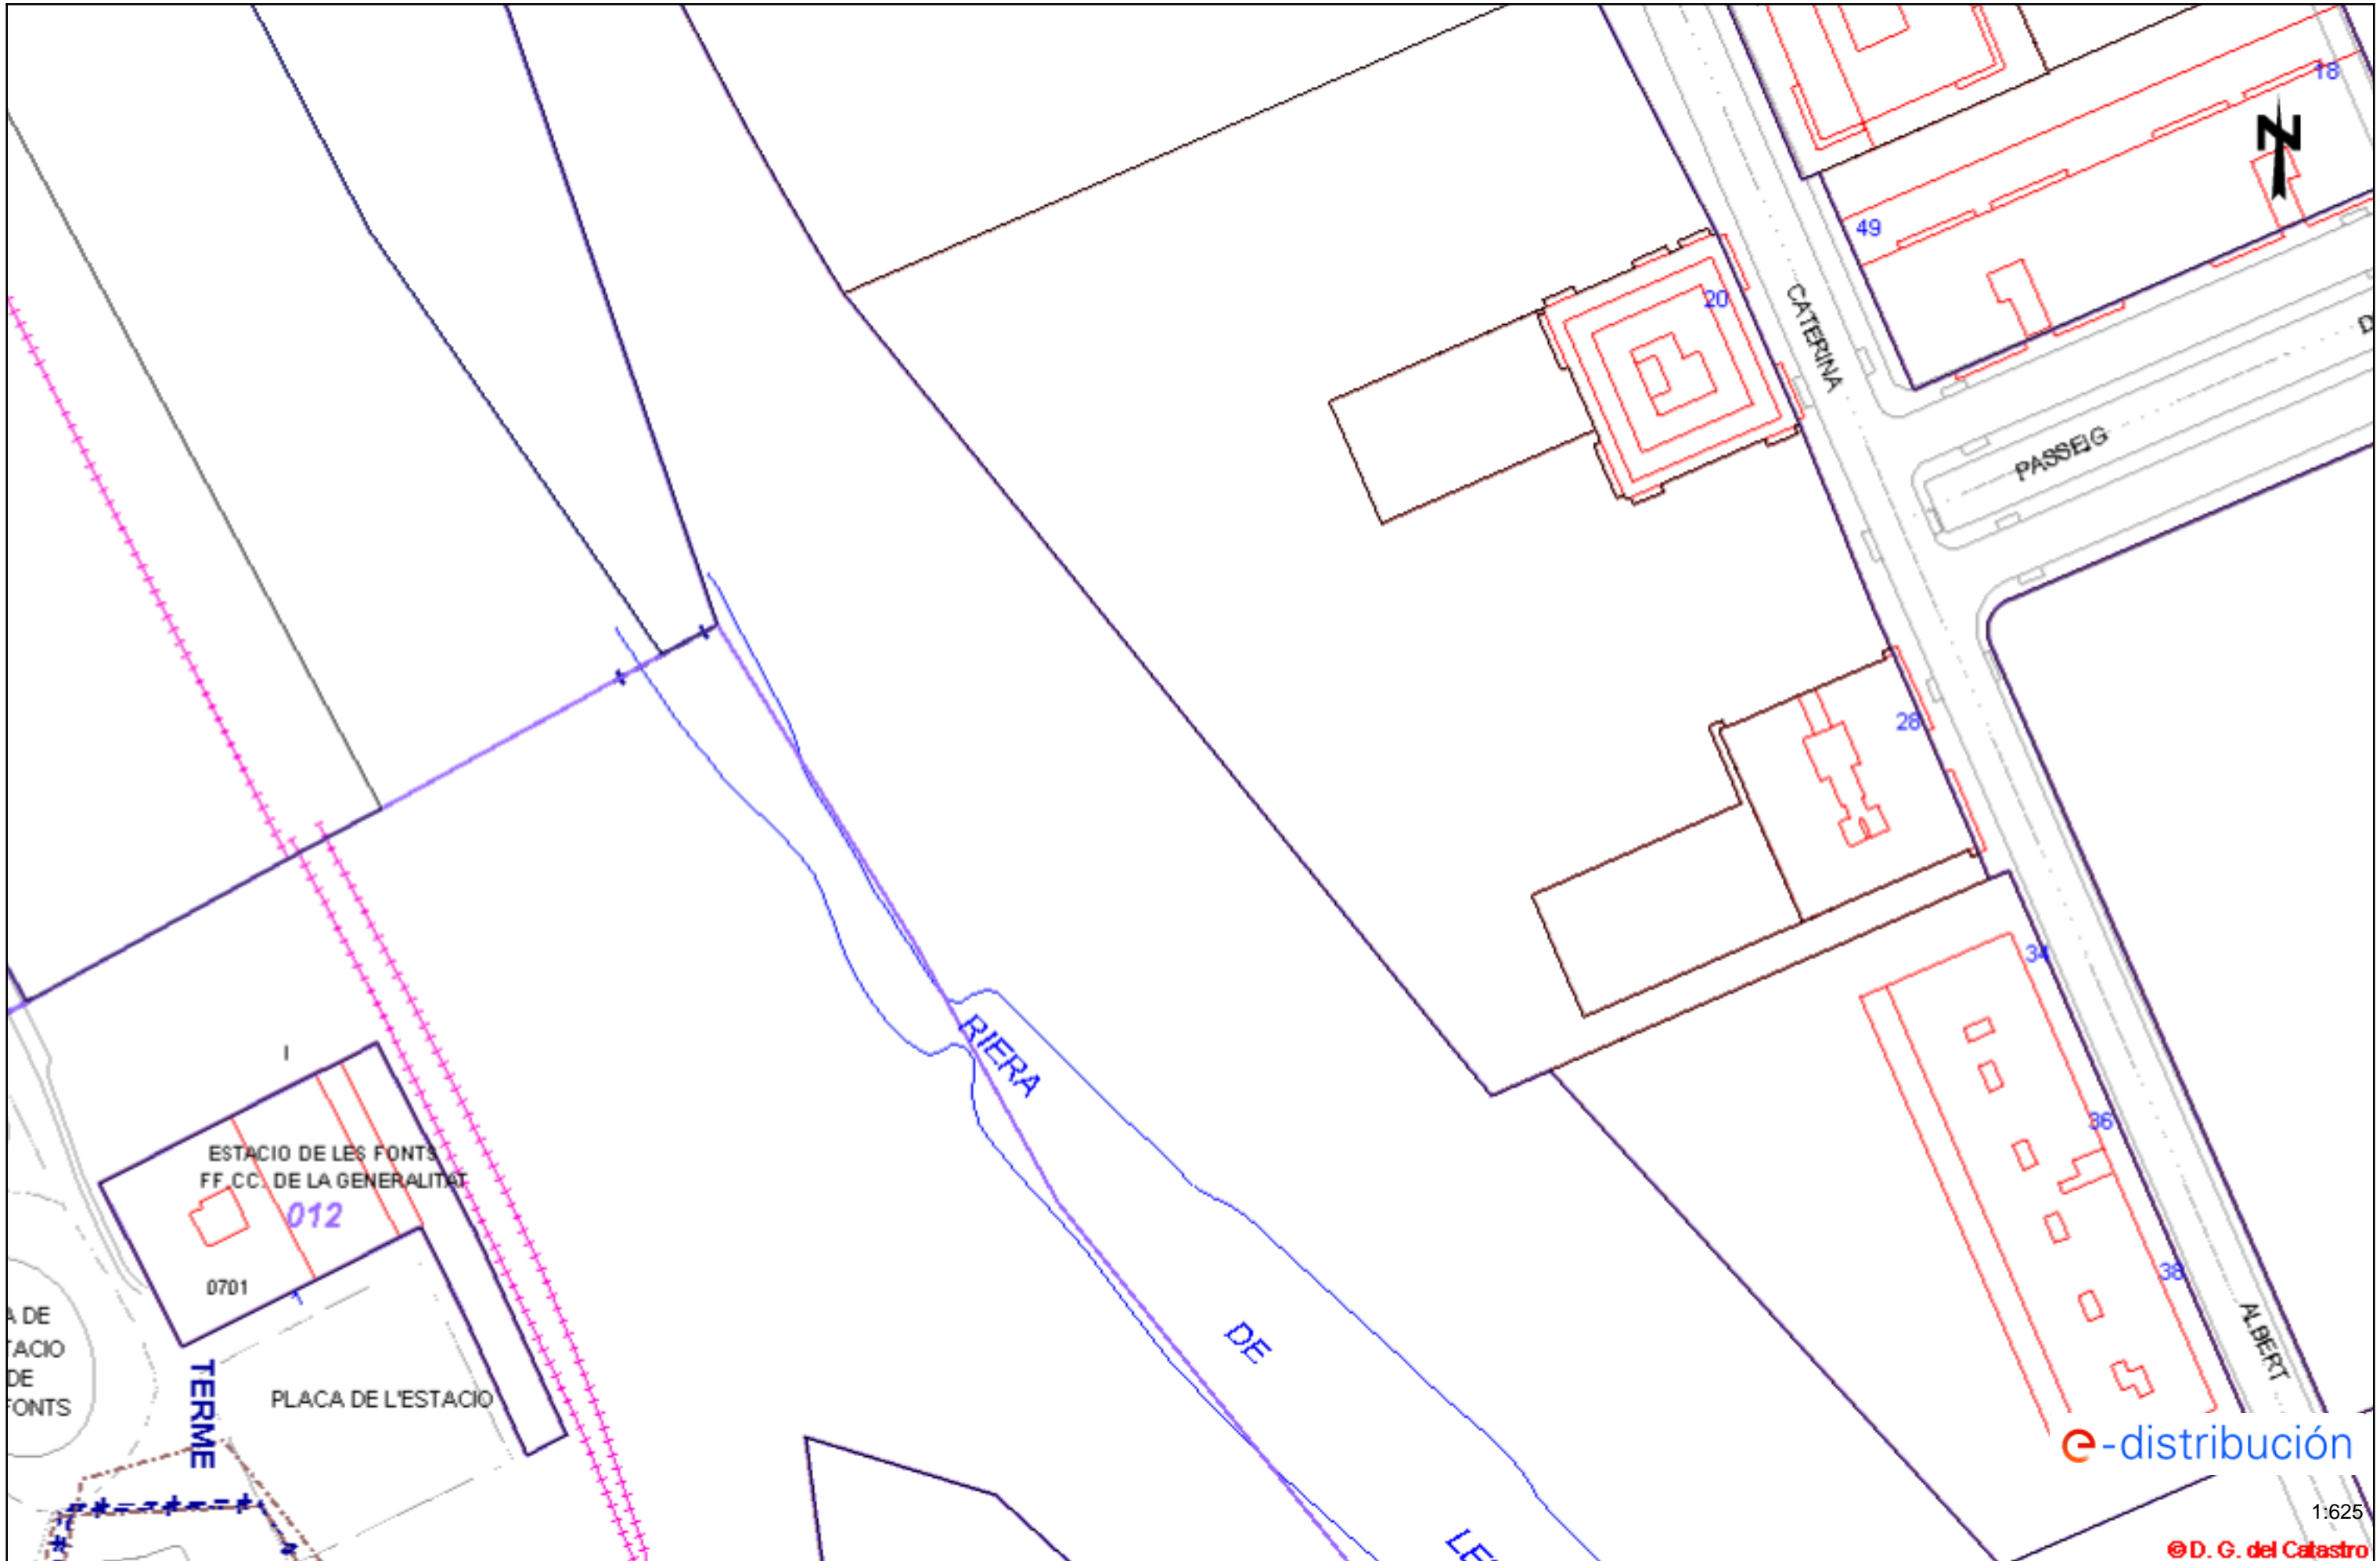 18
N
49
20
CATERINA
PASSEIG
28
34
RIERA
I
ESTACIO DE LES FONTS
FF.CC. DE LA GENERALITAT
012
0701
1
36
38
A DE
TACIO
DE
FONTS
TERME
PLACA DE L'ESTACIO
DE
ALBERT
e-distribución
1:625
© D. G. del Catastro